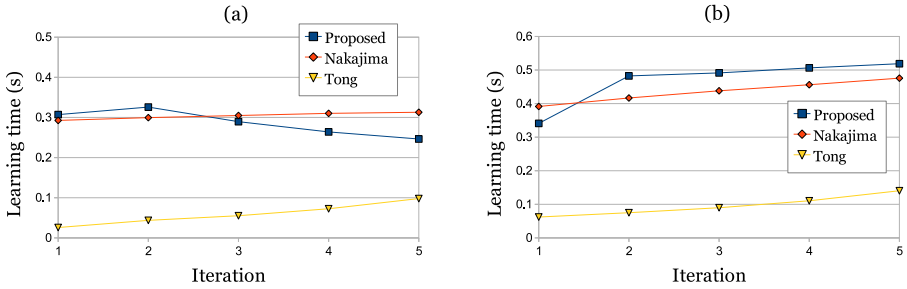 (a)
Learning time (s)
0.5
0.4
0.3
0.2
0.1
0
Proposed
Nakajima
Tong
1 2 3 4 5
Iteration
(b)
Learning time (s)
0.6
0.5
0.4
0.3
0.2
0.1
0
Proposed
Nakajima
Tong
1 2 3 4 5
Iteration